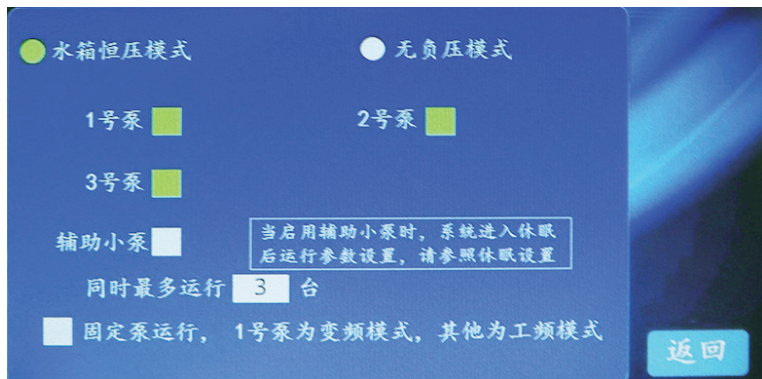 水箱恒压模式 无负压模式
1号泵 2号泵
3号泵
辅助小泵
当启用辅助小泵时，系统进入休眠
后运行参数设置，请参照休眠设置
同时最多运行 3 台
固定泵运行， 1号泵为变频模式，其他为工频模式
返回